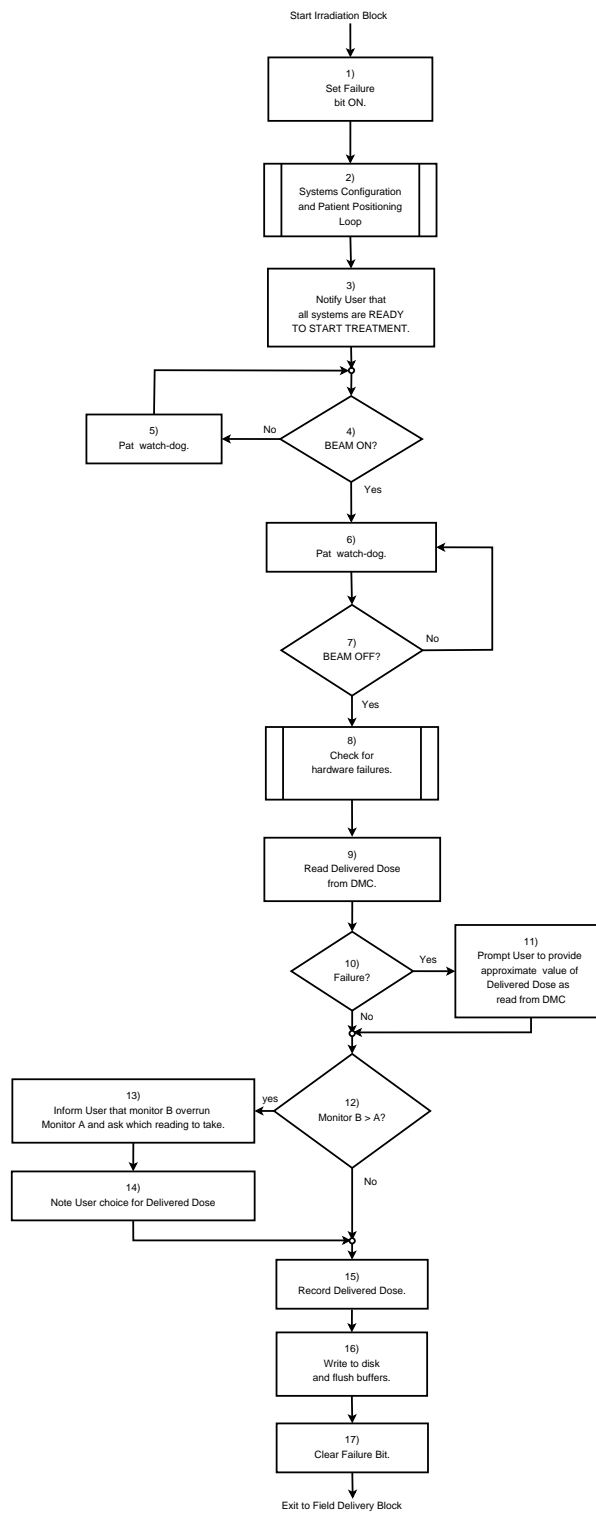 Start Irradiation Block
1)
Set Failure
bit ON.
2)
Systems Configuration
and Patient Positioning
Loop
3)
Notify User that
all systems are READY
TO START TREATMENT.
4)
BEAM ON?
No
5)
Pat watch-dog.
Yes
6)
Pat watch-dog.
7)
BEAM OFF?
No
Yes
8)
Check for
hardware failures.
9)
Read Delivered Dose
from DMC.
10)
Failure?
Yes
11)
Prompt User to provide
approximate value of
Delivered Dose as
read from DMC
No
12)
Monitor B > A?
yes
13)
Inform User that monitor B overrun
Monitor A and ask which reading to take.
14)
Note User choice for Delivered Dose
No
15)
Record Delivered Dose.
16)
Write to disk
and flush buffers.
17)
Clear Failure Bit.
Exit to Field Delivery Block